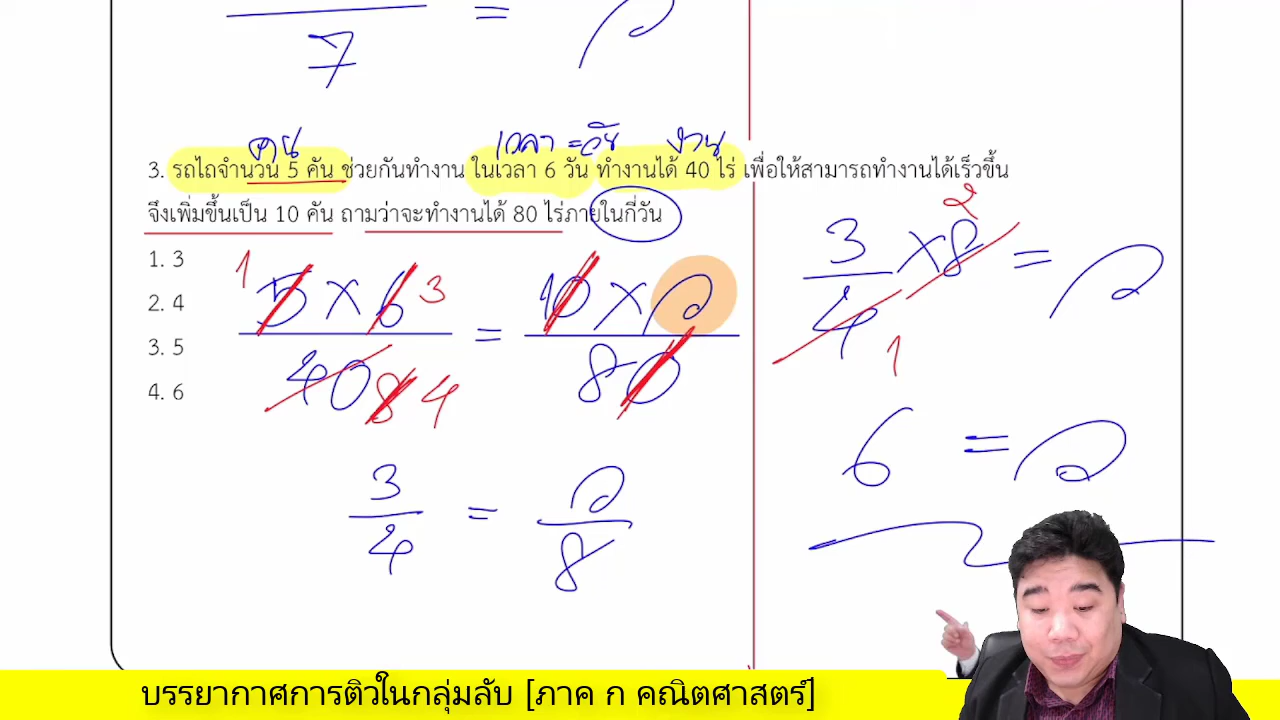 7 = ว
คน เวลา = วัน งาน
3. รถไถจำนวน 5 คัน ช่วยกันทำงาน ในเวลา 6 วัน ทำงานได้ 40 ไร่ เพื่อให้สามารถทำงานได้เร็วขึ้น
จึงเพิ่มขึ้นเป็น 10 คัน ถามว่าจะทำงานได้ 80 ไร่ภายในกี่วัน
1. 3
2. 4
3. 5
4. 6
1 5 × 6 3 = 10 × ว
40 8 4 80
3 = ว
4 8
3 × 8 2 = ว
4 1
6 = ว
บรรยากาศการติวในกลุ่มลับ [ภาค ก คณิตศาสตร์]